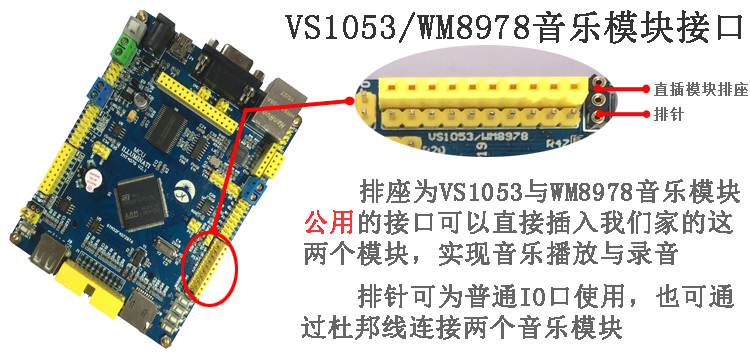 VS1053/WM8978音乐模块接口
直插模块排座
排针
VS1053/WM8978
排座为VS1053与WM8978音乐模块
公用的接口可以直接插入我们家的这
两个模块，实现音乐播放与录音
排针可为普通IO口使用，也可通
过杜邦线连接两个音乐模块
MCU
ILLUMINATI
ARM